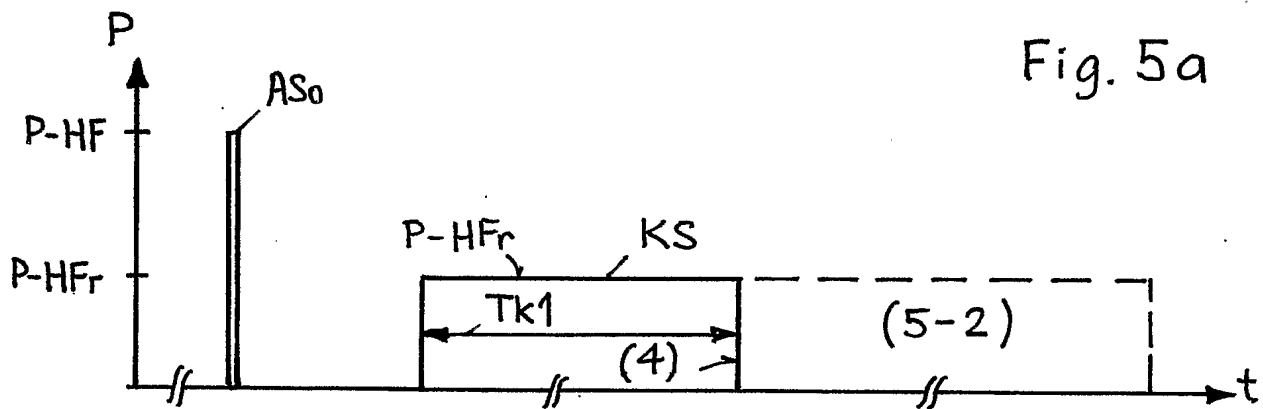 P
Fig. 5a
ASo
P-HF
P-HFr
KS
P-HFr
Tk1
(5-2)
(4)
t